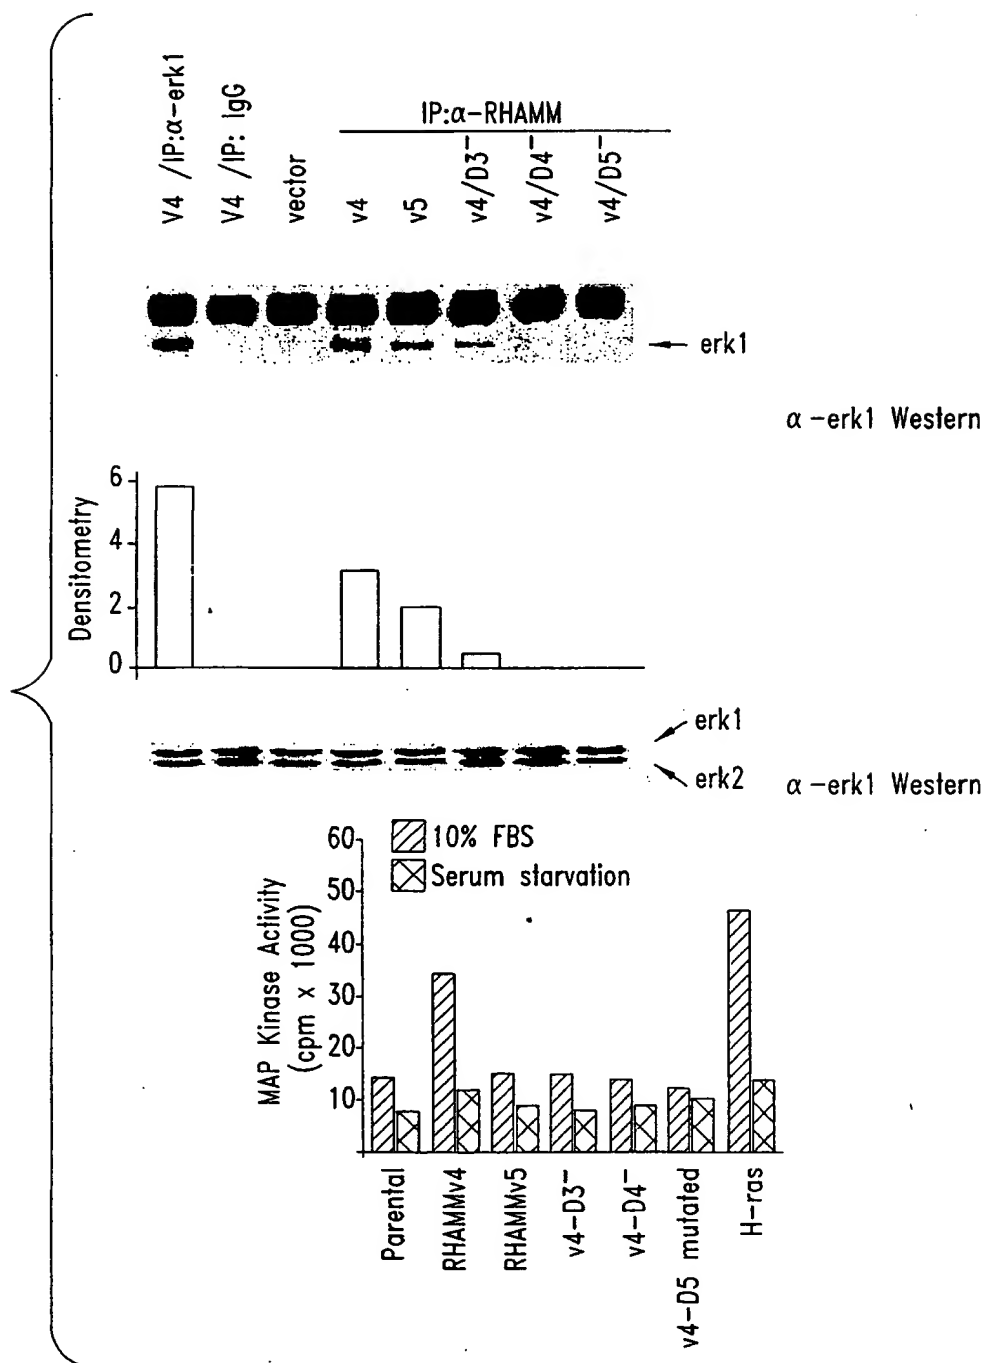 IP:α-RHAMM
V4 /IP:α-erk1
V4 /IP: IgG
vector
v4
v5
v4/D3⁻
v4/D4⁻
v4/D5⁻
erk1
α-erk1 Western
Densitometry
6
4
2
0
erk1
erk2
α-erk1 Western
MAP Kinase Activity
(cpm x 1000)
60
50
40
30
20
10
10% FBS
Serum starvation
Parental
RHAMMv4
RHAMMv5
v4-D3⁻
v4-D4⁻
v4-D5 mutated
H-ras